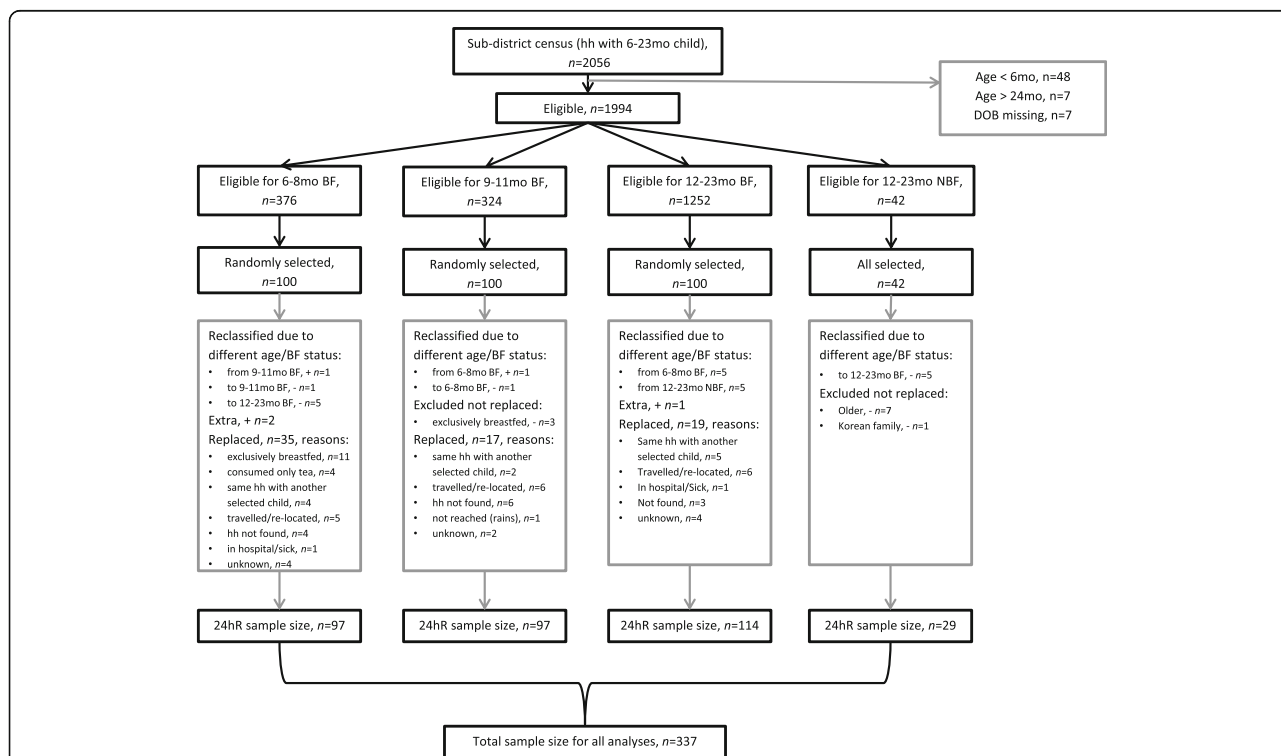 Sub-district census (hh with 6-23mo child),
n=2056
Age < 6mo, n=48
Age > 24mo, n=7
DOB missing, n=7
Eligible, n=1994
Eligible for 6-8mo BF,
n=376
Eligible for 9-11mo BF,
n=324
Eligible for 12-23mo BF,
n=1252
Eligible for 12-23mo NBF,
n=42
Randomly selected,
n=100
Randomly selected,
n=100
Randomly selected,
n=100
All selected,
n=42
Reclassified due to
different age/BF status:
• from 9-11mo BF, + n=1
• to 9-11mo BF, - n=1
• to 12-23mo BF, - n=5
Extra, + n=2
Replaced, n=35, reasons:
• exclusively breastfed, n=11
• consumed only tea, n=4
• same hh with another
selected child, n=4
• travelled/re-located, n=5
• hh not found, n=4
• in hospital/sick, n=1
• unknown, n=4
Reclassified due to
different age/BF status:
• from 6-8mo BF, + n=1
• to 6-8mo BF, - n=1
Excluded not replaced:
• exclusively breastfed, - n=3
Replaced, n=17, reasons:
• same hh with another
selected child, n=2
• travelled/re-located, n=6
• hh not found, n=6
• not reached (rains), n=1
• unknown, n=2
Reclassified due to
different age/BF status:
• from 6-8mo BF, n=5
• from 12-23mo NBF, n=5
Extra, + n=1
Replaced, n=19, reasons:
• Same hh with another
selected child, n=5
• Travelled/re-located, n=6
• In hospital/Sick, n=1
• Not found, n=3
• unknown, n=4
Reclassified due to
different age/BF status:
• to 12-23mo BF, - n=5
Excluded not replaced:
• Older, - n=7
• Korean family, - n=1
24hR sample size, n=97
24hR sample size, n=97
24hR sample size, n=114
24hR sample size, n=29
Total sample size for all analyses, n=337